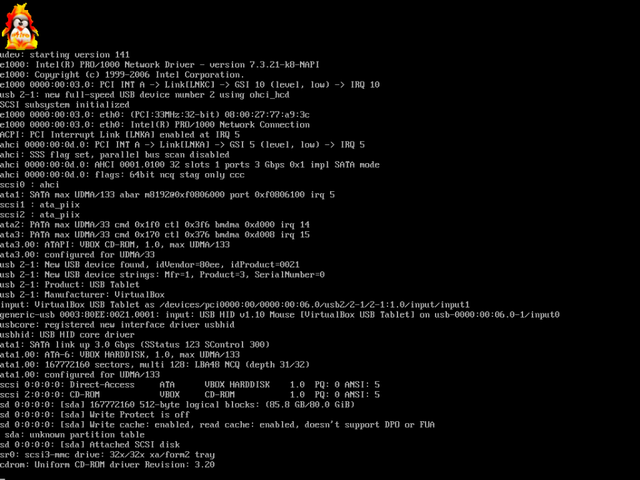 udev: starting version 141
e1000: Intel(R) PRO/1000 Network Driver - version 7.3.21-k8-NAPI
e1000: Copyright (c) 1999-2006 Intel Corporation.
e1000 0000:00:03.0: PCI INT A -> Link[LNKC] -> GSI 10 (level, low) -> IRQ 10
usb 2-1: new full-speed USB device number 2 using ohci_hcd
SCSI subsystem initialized
e1000 0000:00:03.0: eth0: (PCI:33MHz:32-bit) 08:00:27:77:a9:3c
e1000 0000:00:03.0: eth0: Intel(R) PRO/1000 Network Connection
ACPI: PCI Interrupt Link [LNKA] enabled at IRQ 5
ahci 0000:00:0d.0: PCI INT A -> Link[LNKA] -> GSI 5 (level, low) -> IRQ 5
ahci: SSS flag set, parallel bus scan disabled
ahci 0000:00:0d.0: AHCI 0001.0100 32 slots 1 ports 3 Gbps 0x1 impl SATA mode
ahci 0000:00:0d.0: flags: 64bit ncq stag only ccc
scsi0 : ahci
ata1: SATA max UDMA/133 abar m8192@0xf0806000 port 0xf0806100 irq 5
scsi1 : ata_piix
scsi2 : ata_piix
ata2: PATA max UDMA/33 cmd 0x1f0 ctl 0x3f6 bmdma 0xd000 irq 14
ata3: PATA max UDMA/33 cmd 0x170 ctl 0x376 bmdma 0xd008 irq 15
ata3.00: ATAPI: VBOX CD-ROM, 1.0, max UDMA/133
ata3.00: configured for UDMA/33
usb 2-1: New USB device found, idVendor=80ee, idProduct=0021
usb 2-1: New USB device strings: Mfr=1, Product=3, SerialNumber=0
usb 2-1: Product: USB Tablet
usb 2-1: Manufacturer: VirtualBox
input: VirtualBox USB Tablet as /devices/pci0000:00/0000:00:06.0/usb2/2-1/2-1:1.0/input/input1
generic-usb 0003:80EE:0021.0001: input: USB HID v1.10 Mouse [VirtualBox USB Tablet] on usb-0000:00:06.0-1/input0
usbcore: registered new interface driver usbhid
usbhid: USB HID core driver
ata1: SATA link up 3.0 Gbps (SStatus 123 SControl 300)
ata1.00: ATA-6: VBOX HARDDISK, 1.0, max UDMA/133
ata1.00: 167772160 sectors, multi 128: LBA48 NCQ (depth 31/32)
ata1.00: configured for UDMA/133
scsi 0:0:0:0: Direct-Access     ATA      VBOX HARDDISK    1.0  PQ: 0 ANSI: 5
scsi 2:0:0:0: CD-ROM            VBOX     CD-ROM           1.0  PQ: 0 ANSI: 5
sd 0:0:0:0: [sda] 167772160 512-byte logical blocks: (85.8 GB/80.0 GiB)
sd 0:0:0:0: [sda] Write Protect is off
sd 0:0:0:0: [sda] Write cache: enabled, read cache: enabled, doesn't support DPO or FUA
 sda: unknown partition table
sd 0:0:0:0: [sda] Attached SCSI disk
sr0: scsi3-mmc drive: 32x/32x xa/form2 tray
cdrom: Uniform CD-ROM driver Revision: 3.20